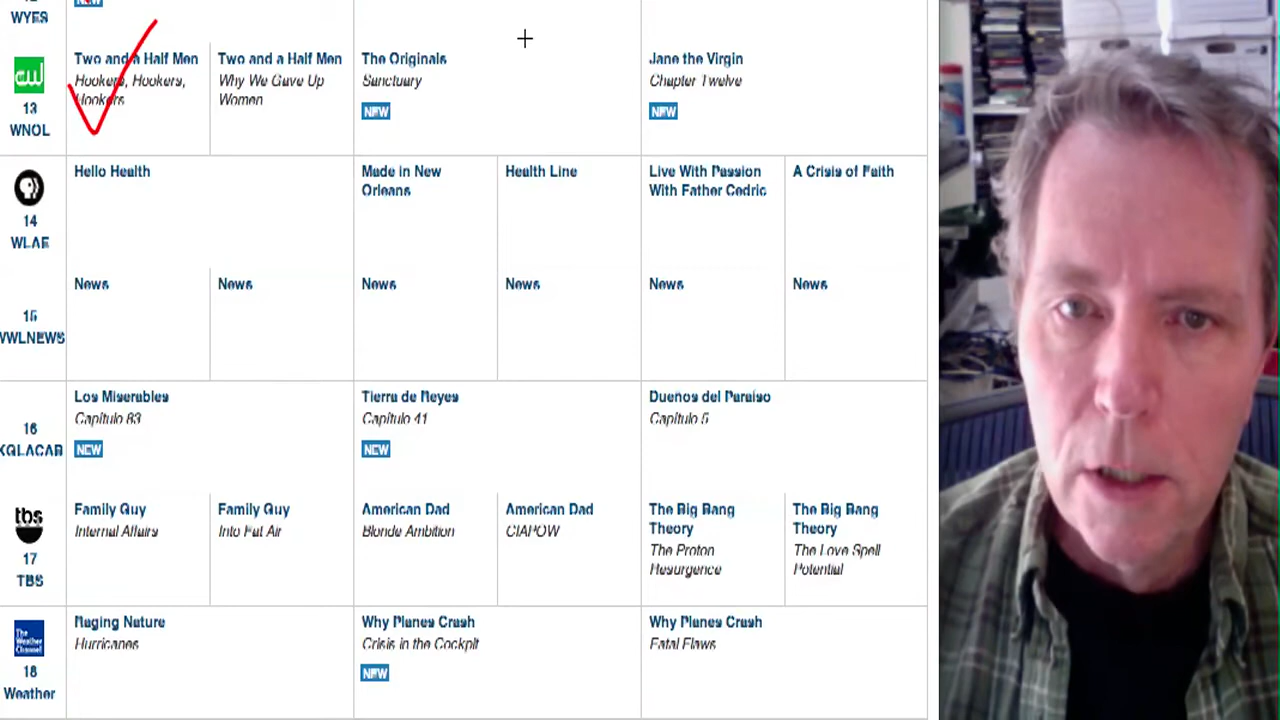 WYES
NEW
CW
13
WNOL
Two and a Half Men
Hookers, Hookers,
Hookers
Two and a Half Men
Why We Gave Up
Women
The Originals
Sanctuary
NEW
Jane the Virgin
Chapter Twelve
NEW
14
WLAE
Hello Health
Made in New
Orleans
Health Line
Live With Passion
With Father Cedric
A Crisis of Faith
15
WWLNEWS
News
News
News
News
News
News
16
KGLACAB
Los Miserables
Capitulo 83
NEW
Tierra de Reyes
Capitulo 41
NEW
Duenos del Paraiso
Capitulo 5
tbs
17
TBS
Family Guy
Internal Affairs
Family Guy
Into Fat Air
American Dad
Blonde Ambition
American Dad
CIAPOW
The Big Bang
Theory
The Proton
Resurgence
The Big Bang
Theory
The Love Spell
Potential
The
Weather
Channel
18
Weather
Raging Nature
Hurricanes
Why Planes Crash
Crisis in the Cockpit
NEW
Why Planes Crash
Fatal Flaws